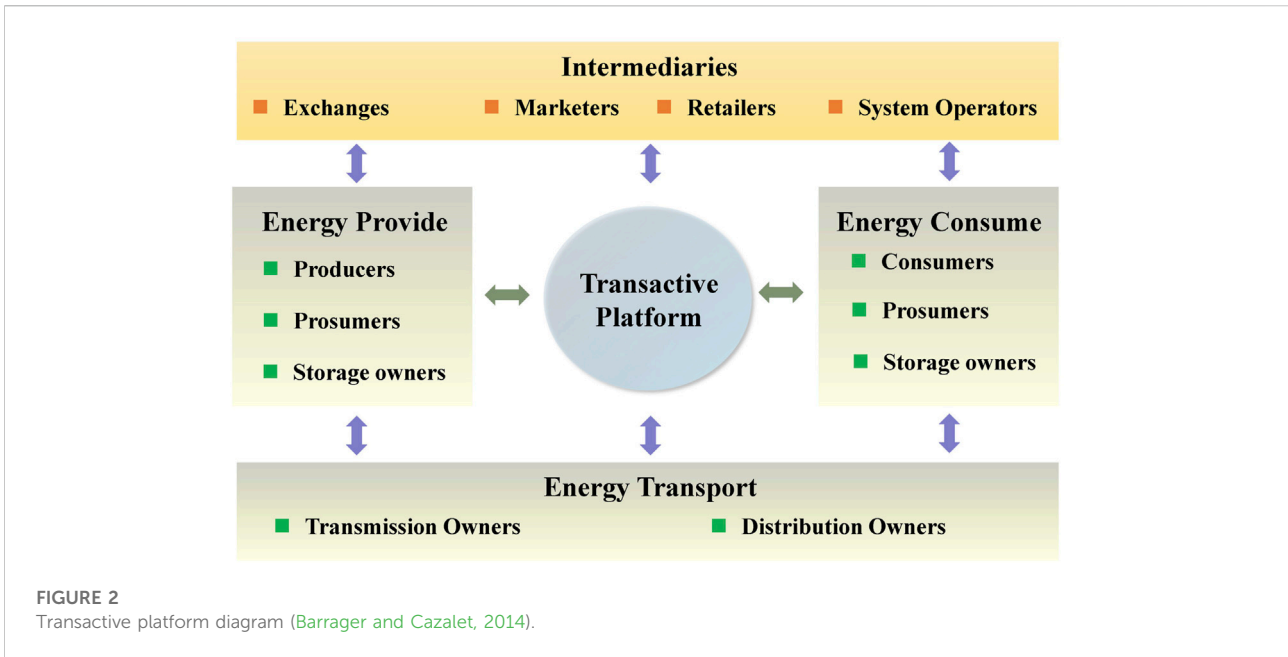 Intermediaries
Exchanges
Marketers
Retailers
System Operators
Energy Provide
Producers
Prosumers
Storage owners
Transactive
Platform
Energy Consume
Consumers
Prosumers
Storage owners
Energy Transport
Transmission Owners
Distribution Owners
FIGURE 2
Transactive platform diagram (Barrager and Cazalet, 2014).